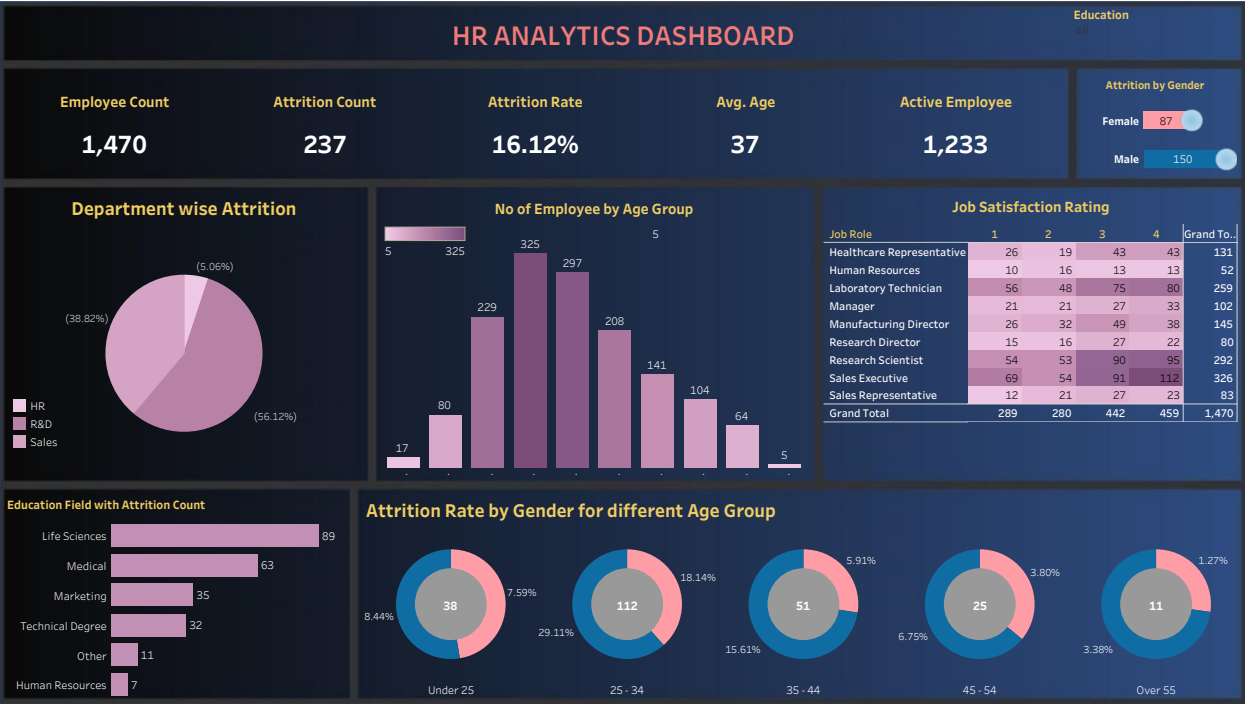 HR ANALYTICS DASHBOARD
Education
All
Employee Count
1,470
Attrition Count
237
Attrition Rate
16.12%
Avg. Age
37
Active Employee
1,233
Attrition by Gender
Female 87
Male 150
Department wise Attrition
(5.06%)
(38.82%)
(56.12%)
HR
R&D
Sales
No of Employee by Age Group
5 325
5
17
80
229
325
297
208
141
104
64
5
Job Satisfaction Rating
Job Role 1 2 3 4 Grand To..
Healthcare Representative 26 19 43 43 131
Human Resources 10 16 13 13 52
Laboratory Technician 56 48 75 80 259
Manager 21 21 27 33 102
Manufacturing Director 26 32 49 38 145
Research Director 15 16 27 22 80
Research Scientist 54 53 90 95 292
Sales Executive 69 54 91 112 326
Sales Representative 12 21 27 23 83
Grand Total 289 280 442 459 1,470
Education Field with Attrition Count
Life Sciences 89
Medical 63
Marketing 35
Technical Degree 32
Other 11
Human Resources 7
Attrition Rate by Gender for different Age Group
38
7.59%
8.44%
Under 25
112
18.14%
29.11%
25 - 34
51
5.91%
15.61%
35 - 44
25
3.80%
6.75%
45 - 54
11
1.27%
3.38%
Over 55